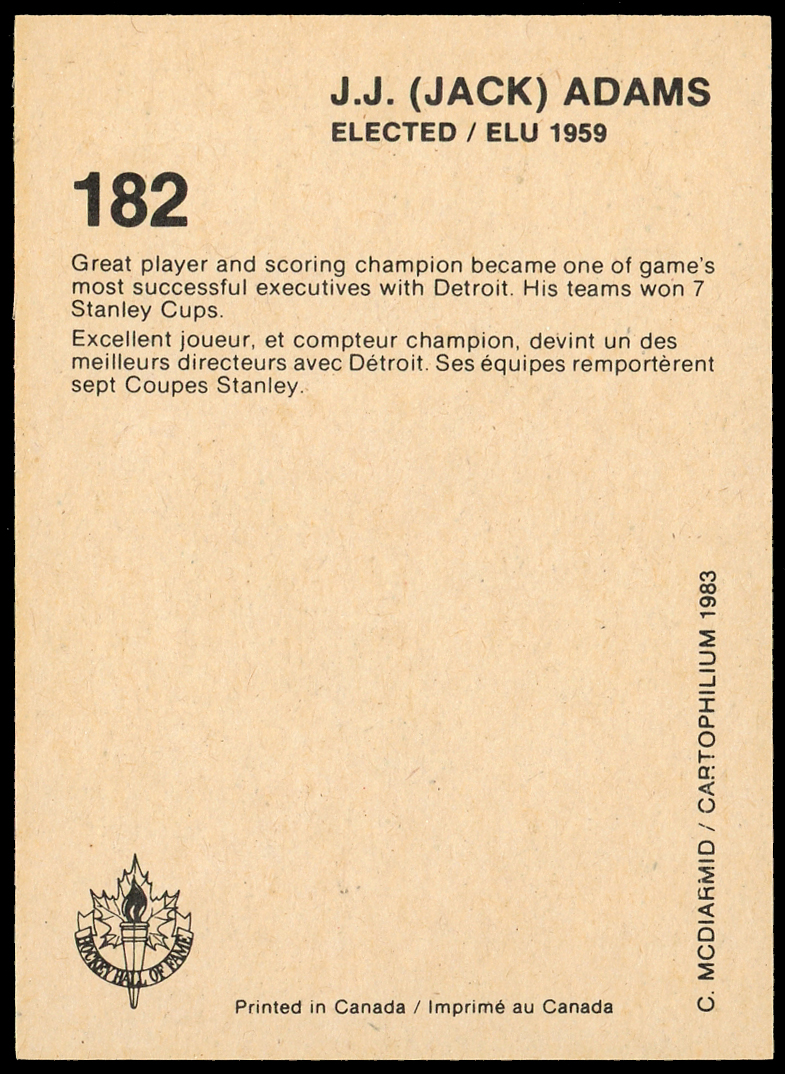 J.J. (JACK) ADAMS
ELECTED / ELU 1959
182
Great player and scoring champion became one of game's
most successful executives with Detroit. His teams won 7
Stanley Cups.
Excellent joueur, et compteur champion, devint un des
meilleurs directeurs avec Détroit. Ses équipes remportèrent
sept Coupes Stanley.
C. MCDIARMID / CARTOPHILIUM 1983
HOCKEY HALL OF FAME
Printed in Canada / Imprimé au Canada